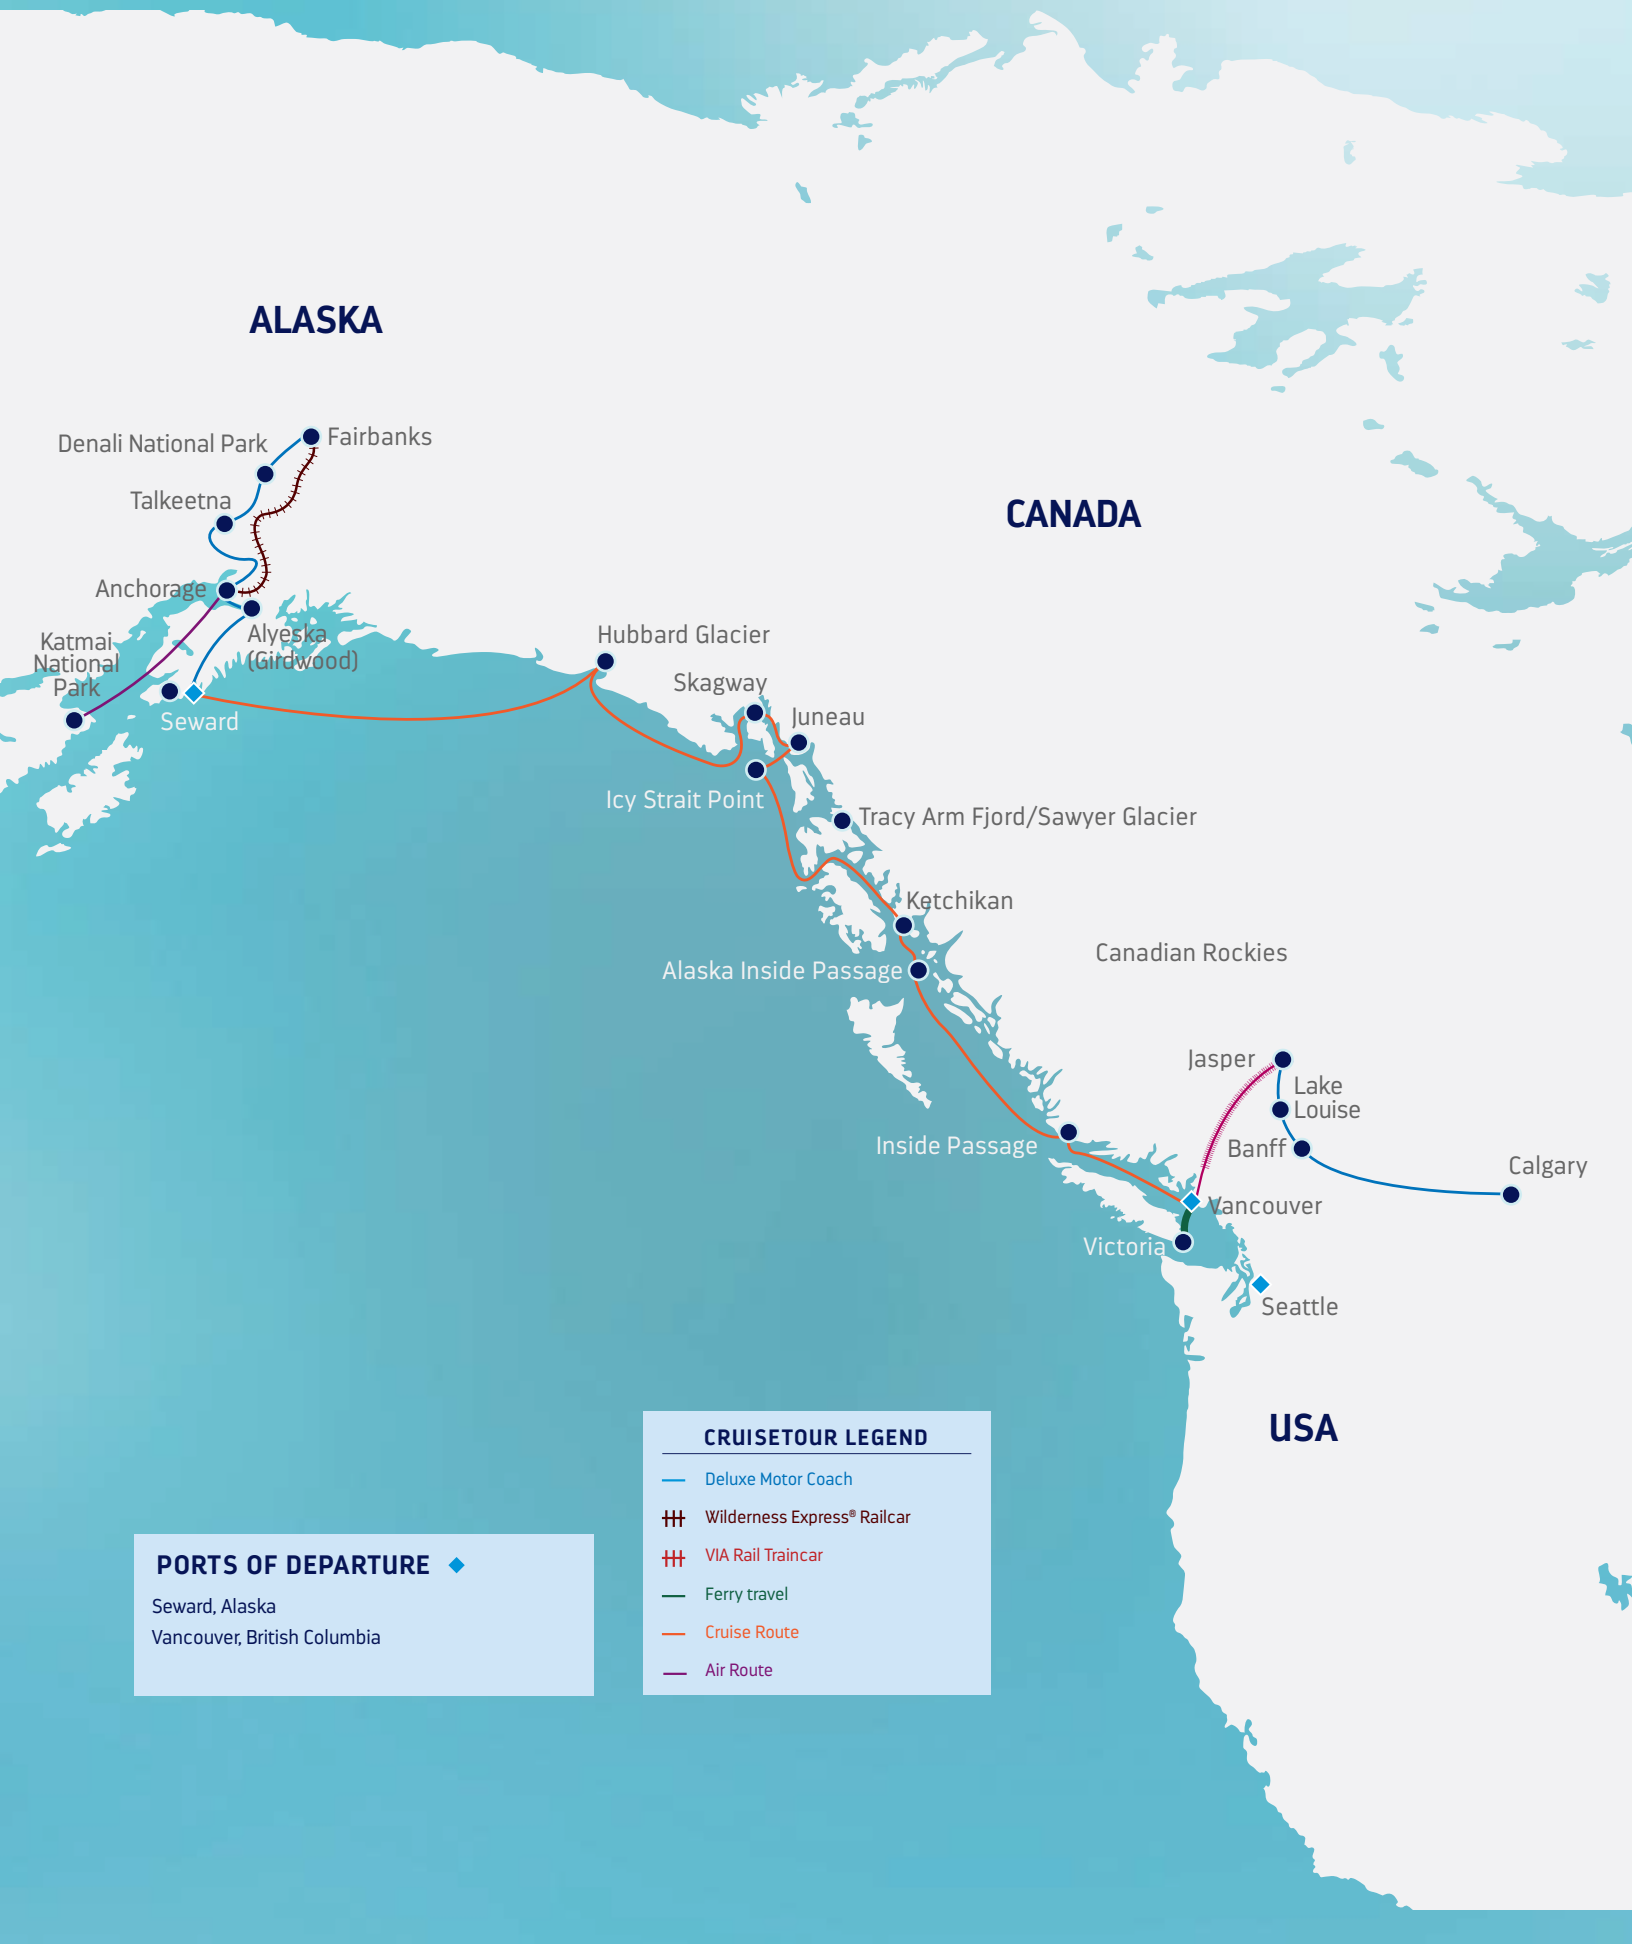 ALASKA
Denali National Park
Fairbanks
Talkeetna
CANADA
Anchorage
Alyeska
(Girdwood)
Katmai
National
Park
Seward
Hubbard Glacier
Skagway
Juneau
Icy Strait Point
Tracy Arm Fjord/Sawyer Glacier
Ketchikan
Canadian Rockies
Alaska Inside Passage
Jasper
Lake
Louise
Inside Passage
Banff
Calgary
Vancouver
Victoria
Seattle
USA
CRUISETOUR LEGEND
Deluxe Motor Coach
Wilderness Express® Railcar
VIA Rail Traincar
Ferry travel
Cruise Route
Air Route
PORTS OF DEPARTURE
Seward, Alaska
Vancouver, British Columbia